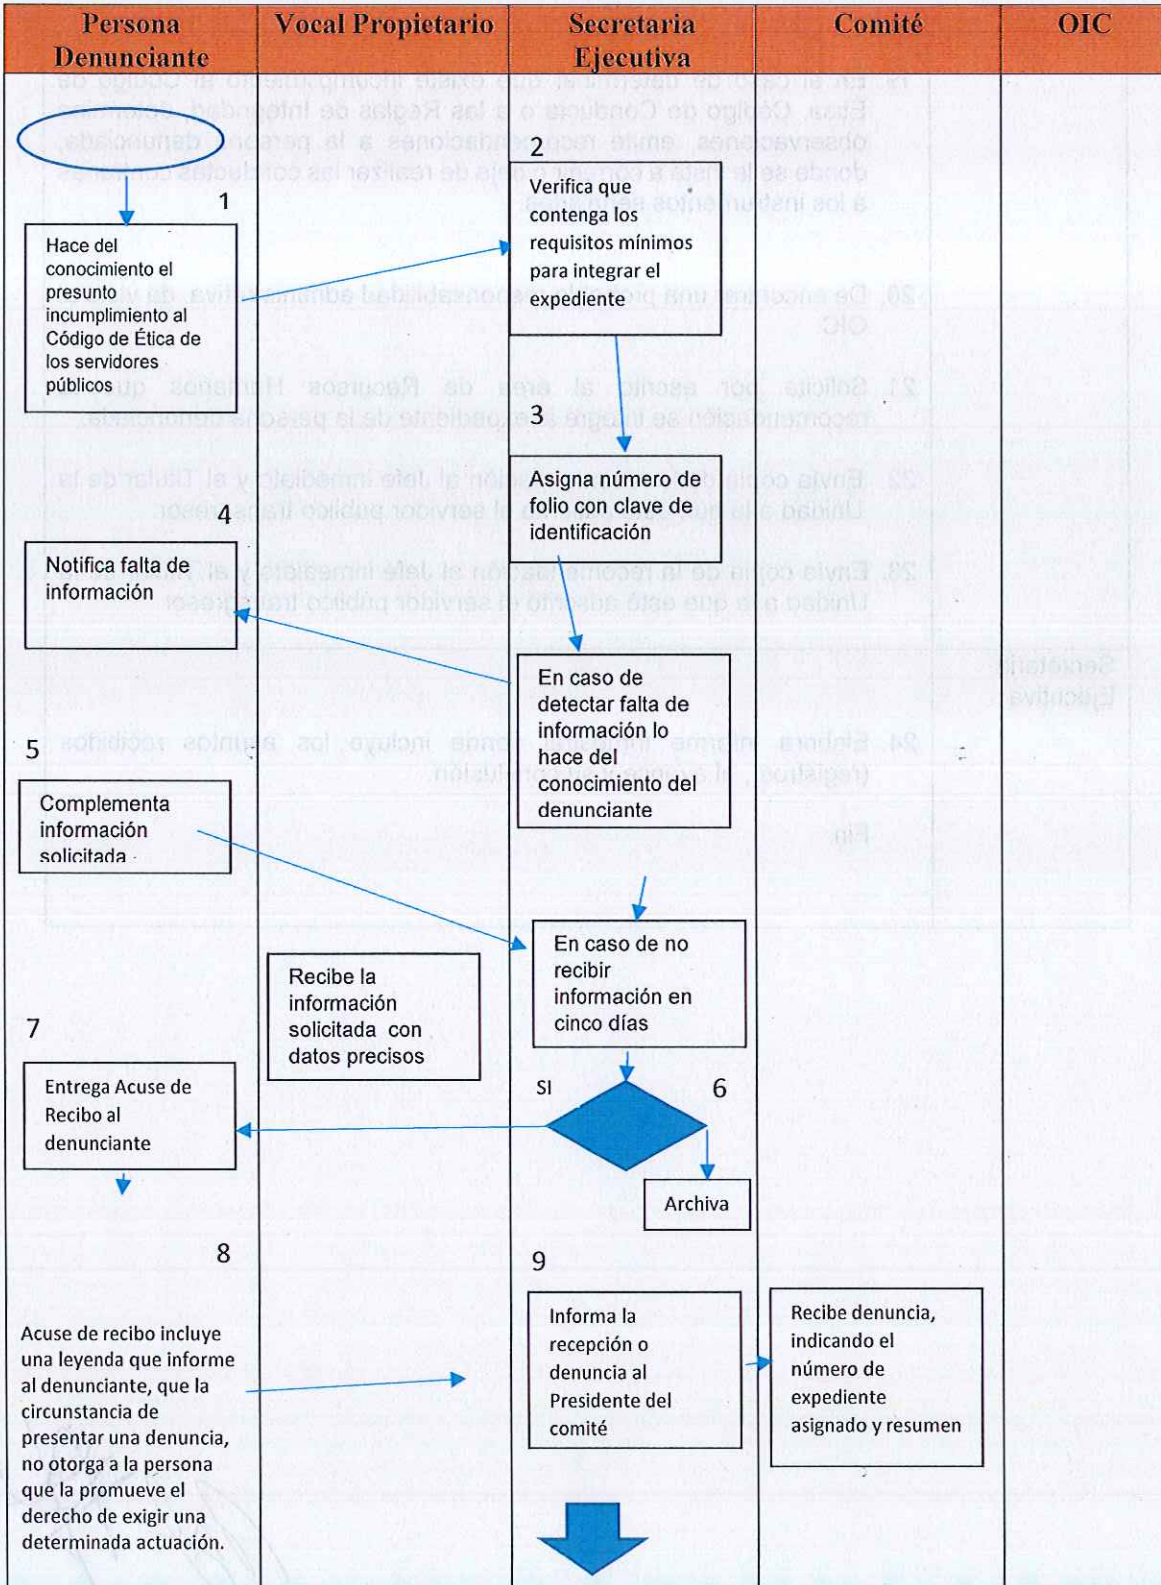 Persona
Denunciante
Vocal Propietario
Secretaria
Ejecutiva
Comité
OIC
1
Hace del
conocimiento el
presunto
incumplimiento al
Código de Ética de
los servidores
públicos
2
Verifica que
contenga los
requisitos mínimos
para integrar el
expediente
3
Asigna número de
folio con clave de
identificación
4
Notifica falta de
información
En caso de
detectar falta de
información lo
hace del
conocimiento del
denunciante
5
Complementa
información
solicitada
En caso de no
recibir
información en
cinco días
Recibe la
información
solicitada con
datos precisos
SI
6
7
Entrega Acuse de
Recibo al
denunciante
Archiva
8
Acuse de recibo incluye
una leyenda que informe
al denunciante, que la
circunstancia de
presentar una denuncia,
no otorga a la persona
que la promueve el
derecho de exigir una
determinada actuación.
9
Informa la
recepción o
denuncia al
Presidente del
comité
Recibe denuncia,
indicando el
número de
expediente
asignado y resumen